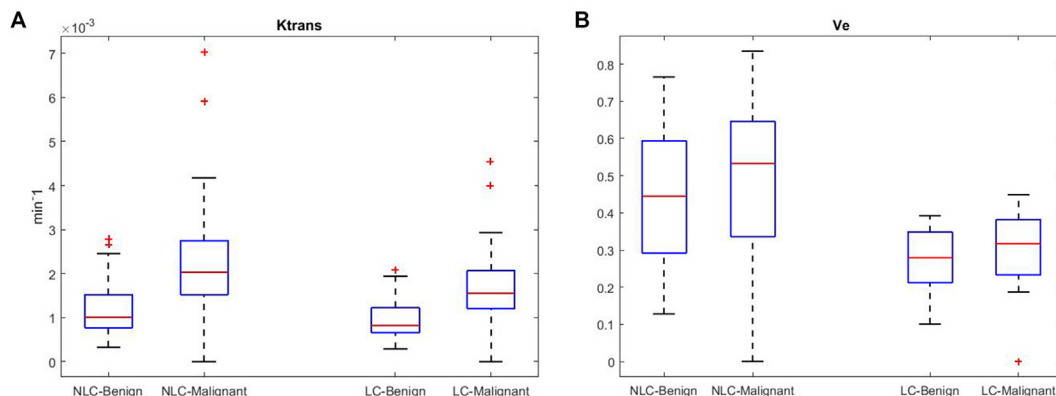 A
Ktrans
×10⁻³
7
6
5
4
3
2
1
0
min⁻1
NLC-Benign NLC-Malignant LC-Benign LC-Malignant
B
Ve
0.8
0.7
0.6
0.5
0.4
0.3
0.2
0.1
0
NLC-Benign NLC-Malignant LC-Benign LC-Malignant